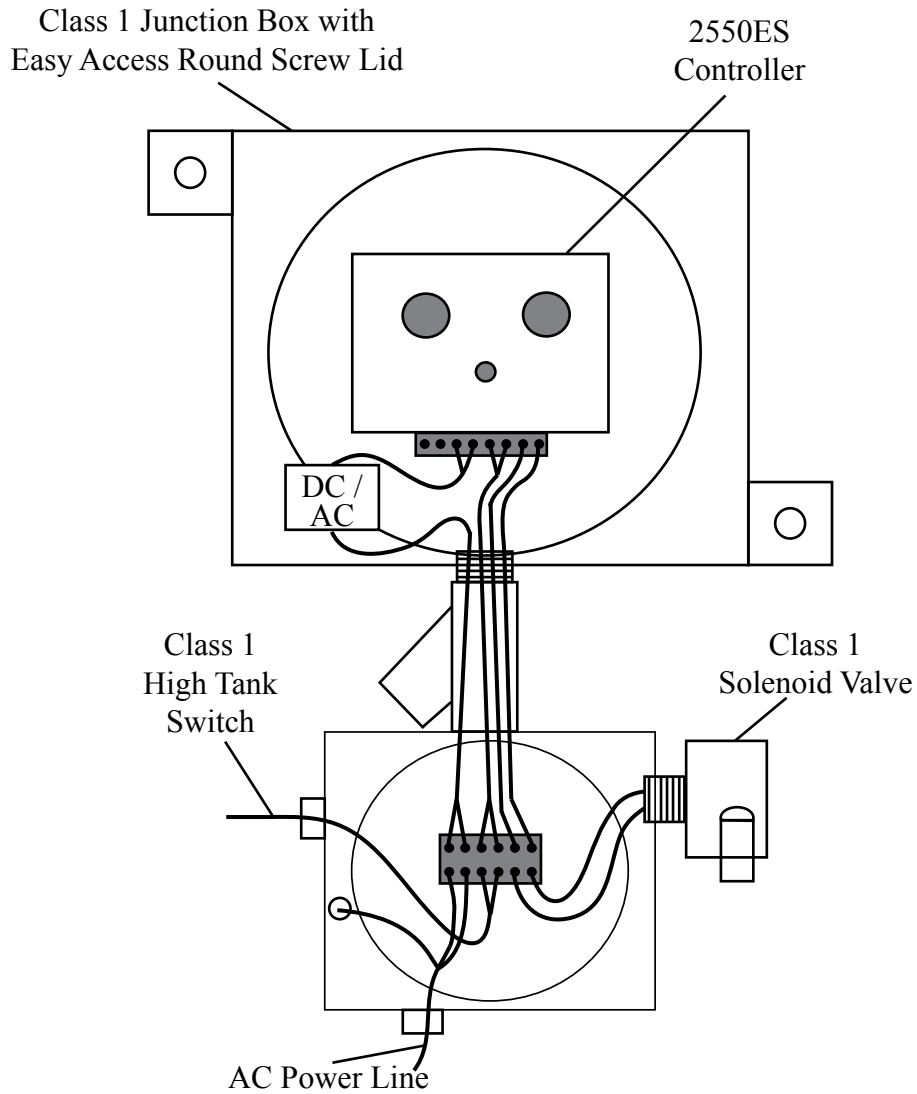 Class 1 Junction Box with
Easy Access Round Screw Lid
2550ES
Controller
DC /
AC
Class 1
High Tank
Switch
Class 1
Solenoid Valve
AC Power Line